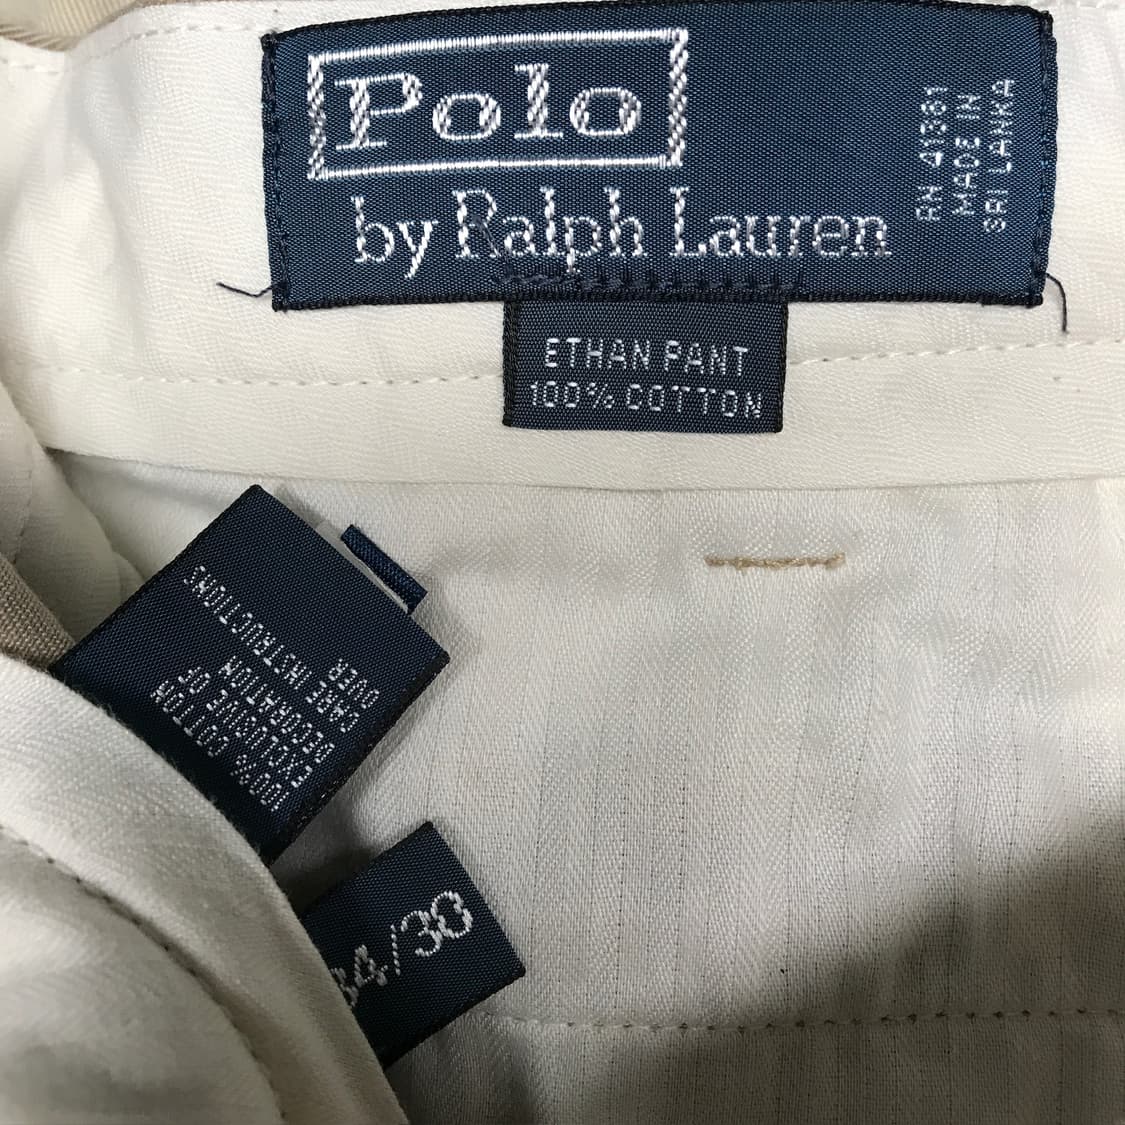 Polo
by Ralph Lauren
RN 41381
MADE IN
SRI LANKA
ETHAN PANT
100% COTTON
100% COTTON
EXCLUSIVE OF
DECORATION
CARE INSTRUCTIONS
OVER
34/30